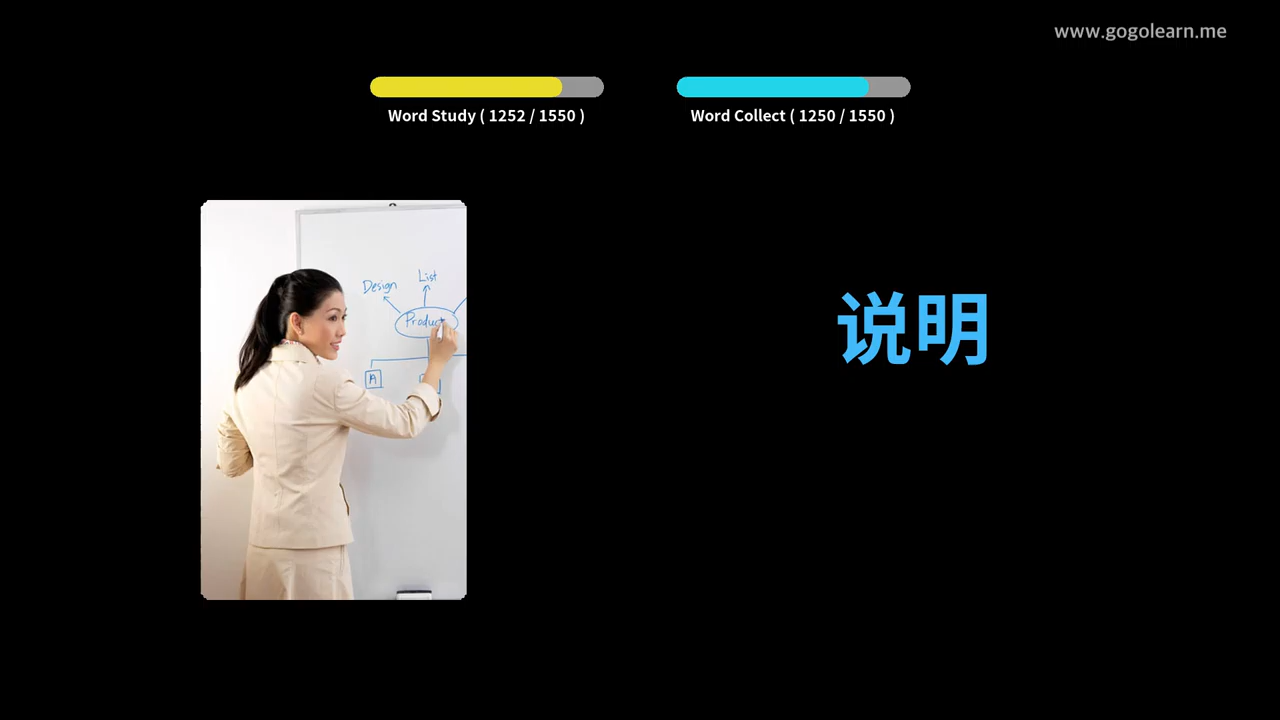 www.gogolearn.me
Word Study ( 1252 / 1550 )
Word Collect ( 1250 / 1550 )
List
Design
Product
A
说明